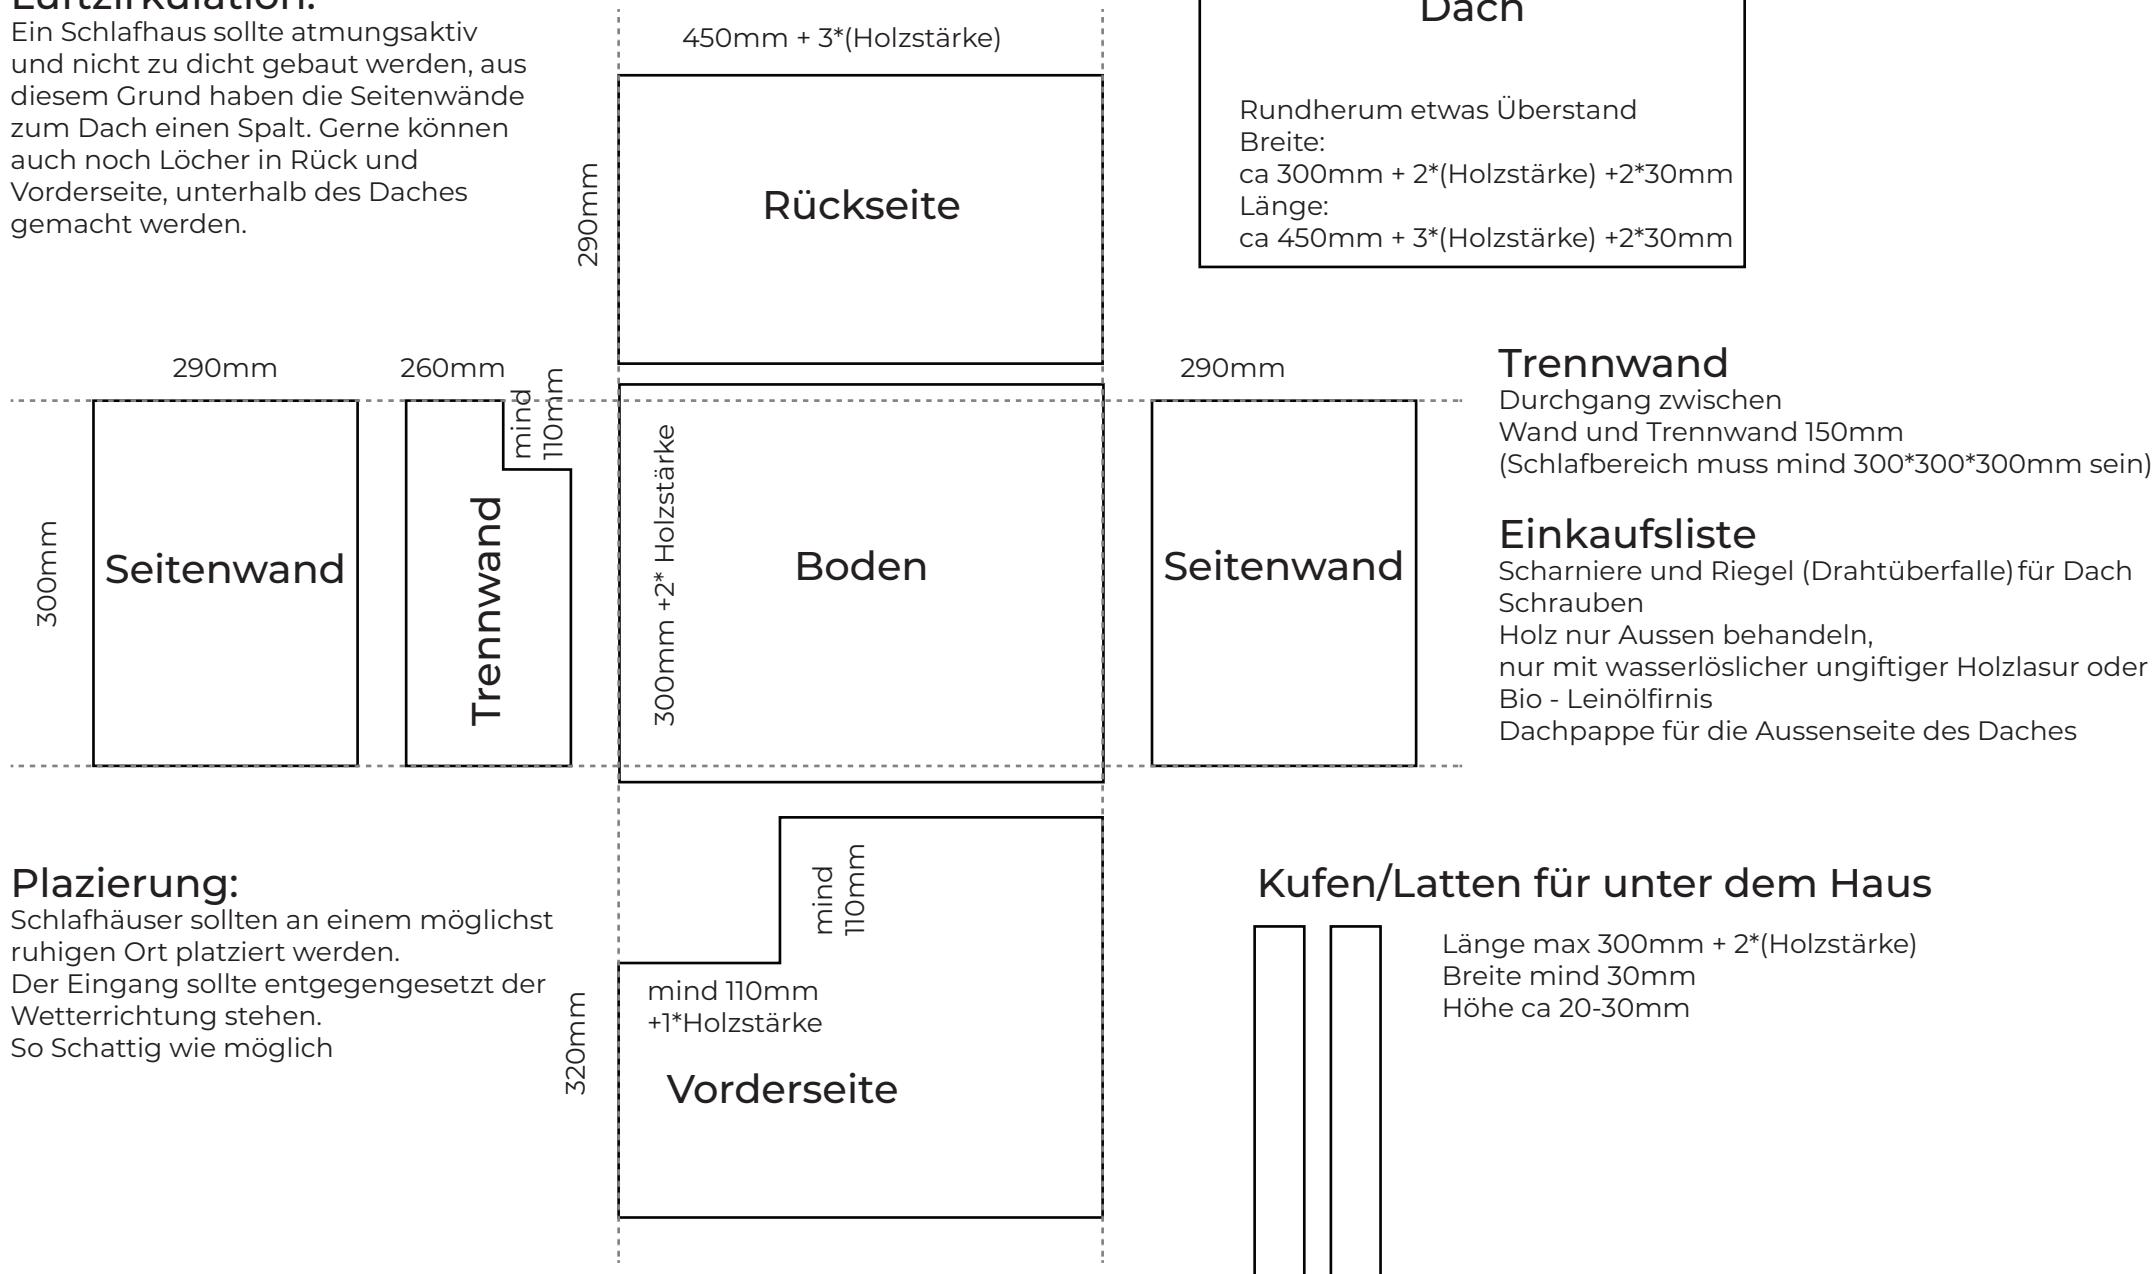 Luftzirkulation:
Ein Schlafhaus sollte atmungsaktiv
und nicht zu dicht gebaut werden, aus
diesem Grund haben die Seitenwände
zum Dach einen Spalt. Gerne können
auch noch Löcher in Rück und
Vorderseite, unterhalb des Daches
gemacht werden.
450mm + 3*(Holzstärke)
290mm
Rückseite
Dach
Rundherum etwas Überstand
Breite:
ca 300mm + 2*(Holzstärke) +2*30mm
Länge:
ca 450mm + 3*(Holzstärke) +2*30mm
290mm
300mm
Seitenwand
260mm
mind
110mm
Trennwand
300mm +2* Holzstärke
Boden
290mm
Seitenwand
Trennwand
Durchgang zwischen
Wand und Trennwand 150mm
(Schlafbereich muss mind 300*300*300mm sein)
Einkaufsliste
Scharniere und Riegel (Drahtüberfalle) für Dach
Schrauben
Holz nur Aussen behandeln,
nur mit wasserlöslicher ungiftiger Holzlasur oder
Bio - Leinölfirnis
Dachpappe für die Aussenseite des Daches
Plazierung:
Schlafhäuser sollten an einem möglichst
ruhigen Ort platziert werden.
Der Eingang sollte entgegengesetzt der
Wetterrichtung stehen.
So Schattig wie möglich
mind
110mm
mind 110mm
+1*Holzstärke
320mm
Vorderseite
Kufen/Latten für unter dem Haus
Länge max 300mm + 2*(Holzstärke)
Breite mind 30mm
Höhe ca 20-30mm